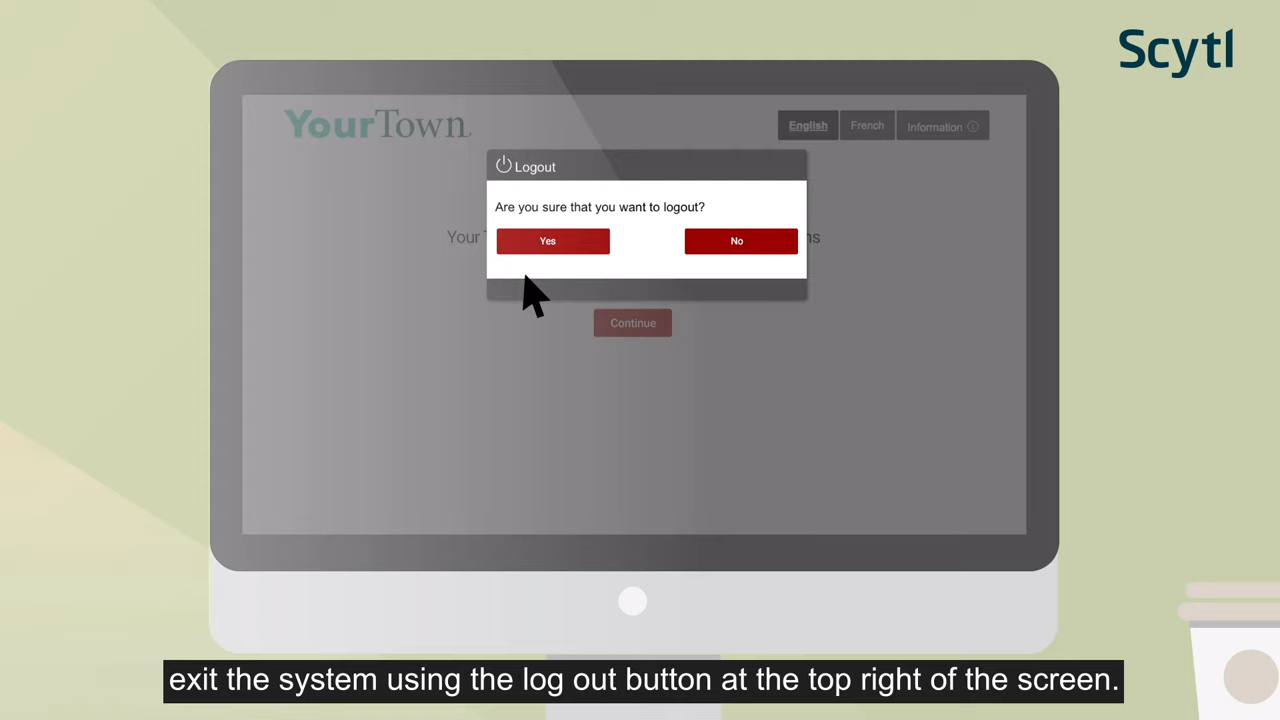 Scytl
YourTown
English French Information
Logout
Are you sure that you want to logout?
Your
Yes No
Continue
exit the system using the log out button at the top right of the screen.